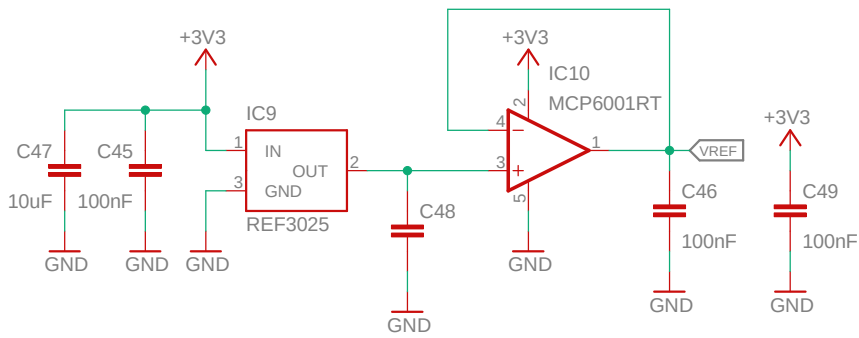 +3V3
+3V3
IC10
MCP6001RT
IC9
+3V3
2
4
C47
C45
1
IN
OUT
2
3
1
VREF
10uF
100nF
3
GND
5
C46
C49
REF3025
C48
100nF
100nF
GND
GND
GND
GND
GND
GND
GND